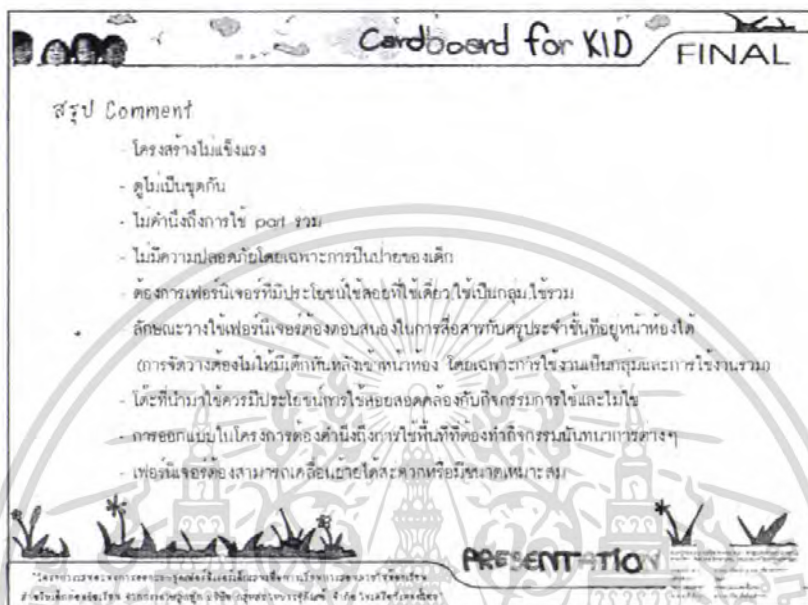 Cardboard for KID
FINAL
สรุป Comment
- โครงสร้างไม่แข็งแรง
- ดูไม่เป็นชุดกัน
- ไม่คำนึงถึงการใช้ part ร่วม
- ไม่มีความปลอดภัยโดยเฉพาะการปีนป่ายของเด็ก
- ต้องการเฟอร์นิเจอร์ที่มีประโยชน์ใช้สอยที่ใช้เดี่ยว,ใช้เป็นกลุ่ม,ใช้รวม
- ลักษณะวางใช้เฟอร์นิเจอร์ต้องตอบสนองในการสื่อสารกับครูประจำชั้นที่อยู่หน้าห้องได้
(การจัดวางต้องไม่ให้มีเด็กหันหลังเข้าหน้าห้อง โดยเฉพาะการใช้งานเป็นกลุ่มและการใช้งานรวม)
- โต๊ะที่นำมาใช้ควรมีประโยชน์การใช้สอยสอดคล้องกับกิจกรรมการใช้และไม่ใช้
- การออกแบบในโครงการต้องคำนึงถึงการใช้พื้นที่ที่ต้องทำกิจกรรมนันทนาการต่างๆ
- เฟอร์นิเจอร์ต้องสามารถเคลื่อนย้ายได้สะดวกหรือมีขนาดเหมาะสม
PRESENTATION